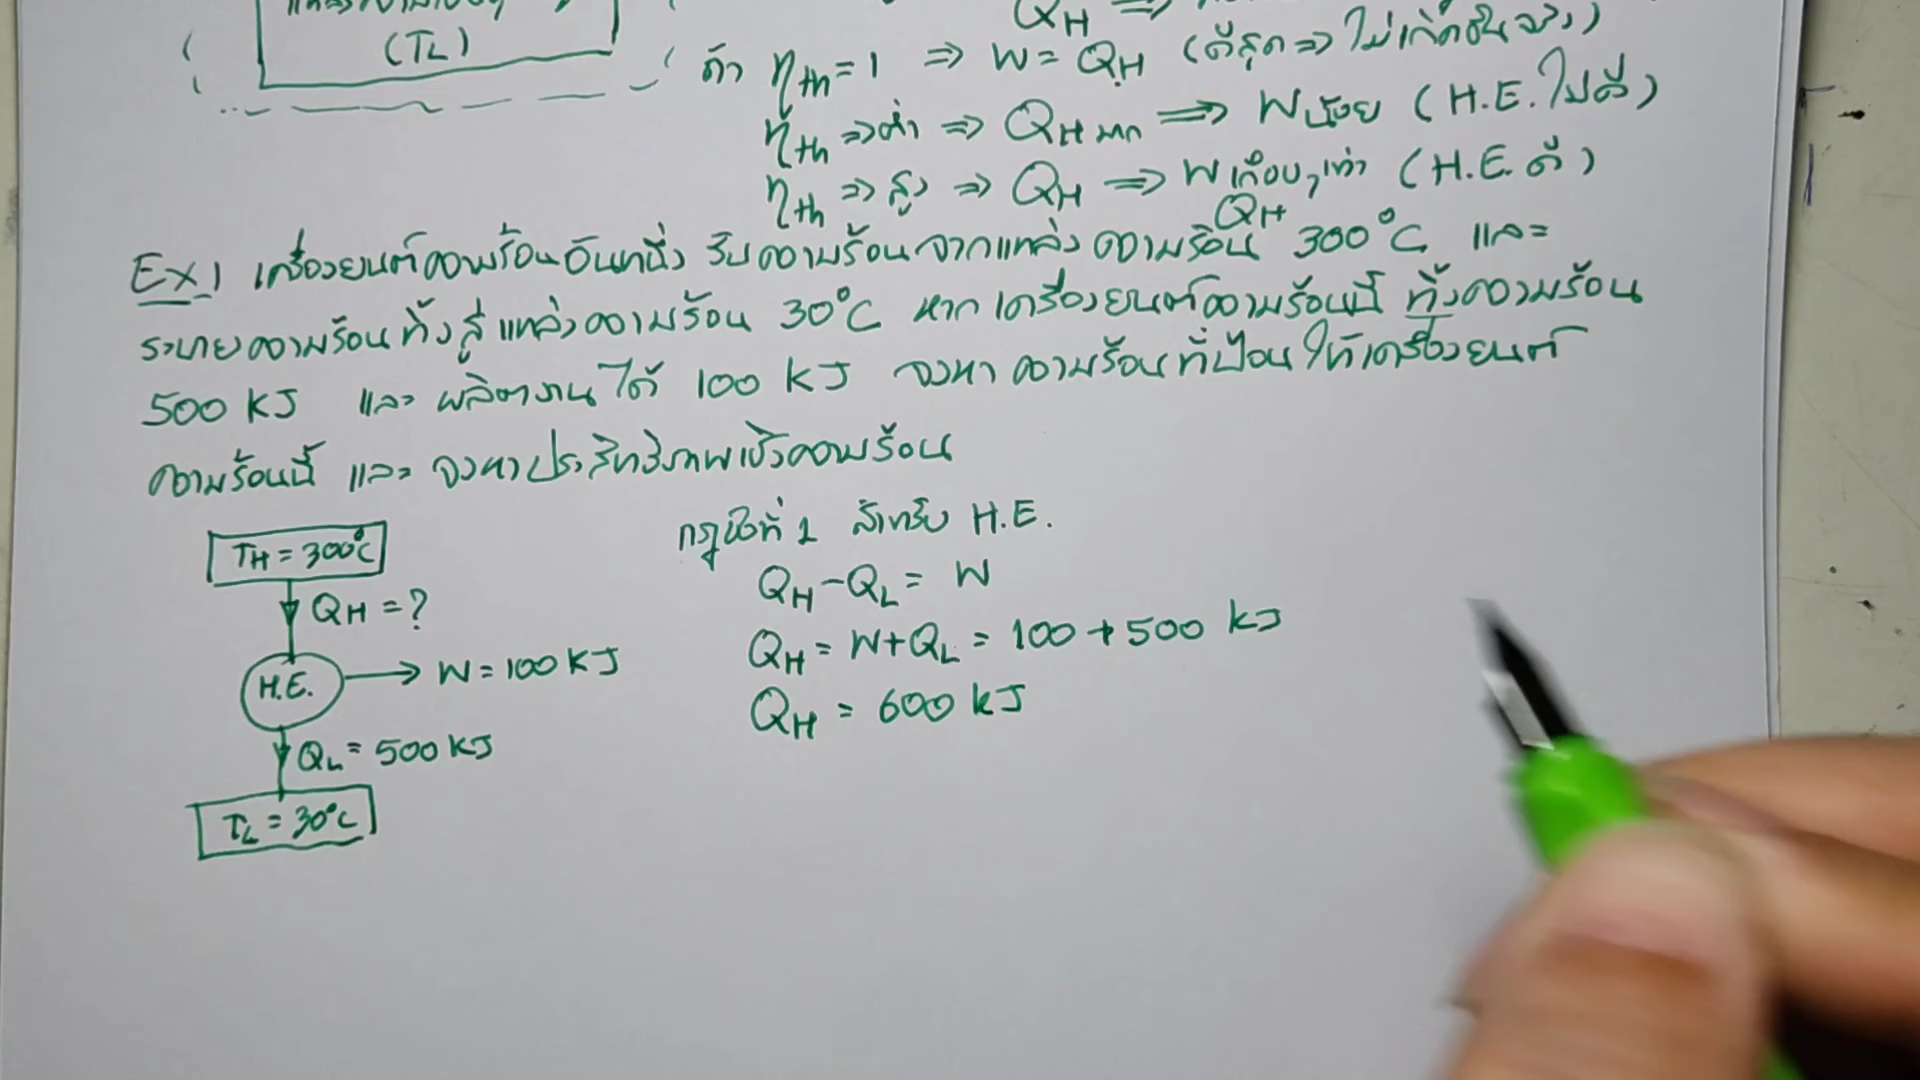 (TL)
QH ⇒
ถ้า ηth = 1 ⇒ W = QH (ดีสุด ⇒ ไม่เกิดขึ้นจริง)
ηth ⇒ ต่ำ ⇒ QH มาก ⇒ W น้อย (H.E. ไม่ดี)
ηth ⇒ สูง ⇒ QH ⇒ W เกือบๆเท่า (H.E. ดี)
QH
Ex.1 เครื่องยนต์ความร้อนอันหนึ่ง รับความร้อนจากแหล่งความร้อน 300°C และ
ระบายความร้อนทิ้งสู่แหล่งความร้อน 30°C หากเครื่องยนต์ความร้อนนี้ ทิ้งความร้อน
500 KJ และ ผลิตงานได้ 100 KJ จงหา ความร้อนที่ป้อนให้เครื่องยนต์
ความร้อนนี้ และ จงหาประสิทธิภาพเชิงความร้อน
TH = 300°C
QH = ?
H.E.
W = 100 KJ
QL = 500 KJ
TL = 30°C
กฎข้อที่ 1 สำหรับ H.E.
QH - QL = W
QH = W + QL = 100 + 500 kJ
QH = 600 kJ